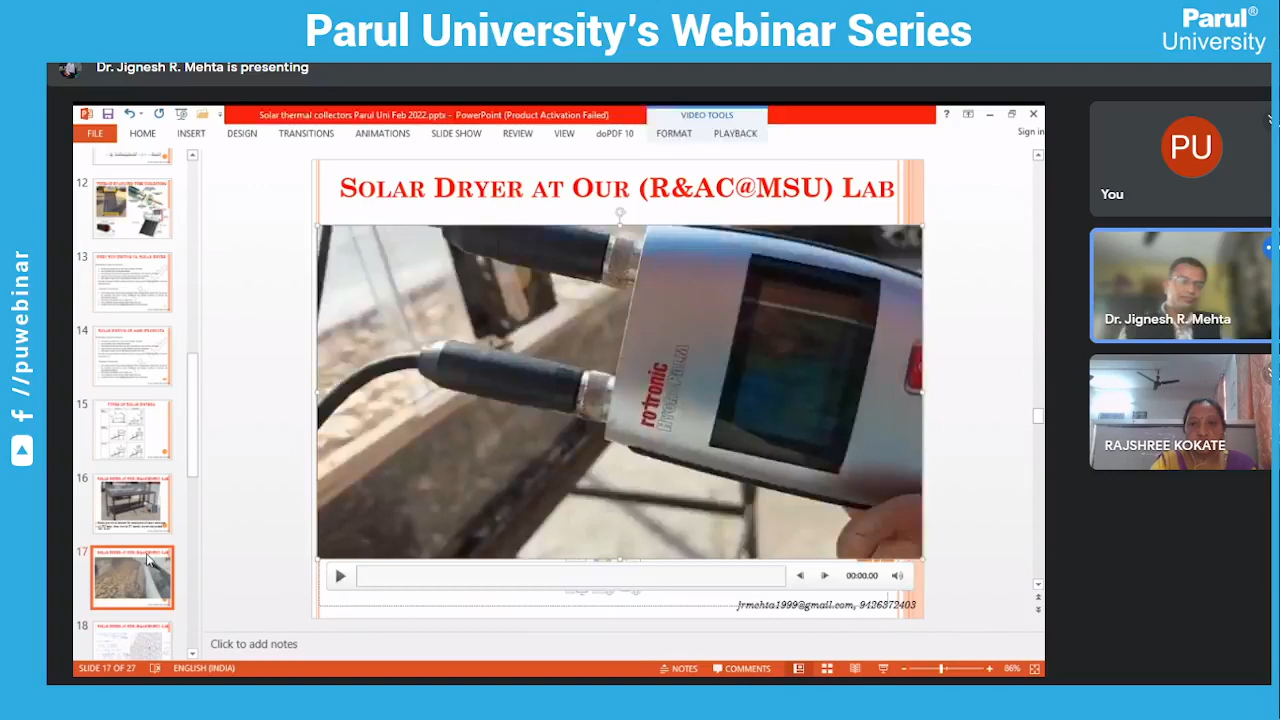 Parul University's Webinar Series
Parul®
University
Dr. Jignesh R. Mehta is presenting
Solar thermal collectors Parul Uni Feb 2022.pptx - PowerPoint (Product Activation Failed)
VIDEO TOOLS
FILE
HOME
INSERT
DESIGN
TRANSITIONS
ANIMATIONS
SLIDE SHOW
REVIEW
VIEW
doPDF 10
FORMAT
PLAYBACK
Sign in
12
13
14
15
16
17
18
SOLAR DRYER AT OUR (R&AC@MSU) LAB
rotronic
00:00.00
jrmehta1999@gmail.com, 9426372403
Click to add notes
SLIDE 17 OF 27
ENGLISH (INDIA)
NOTES
COMMENTS
86%
PU
You
Dr. Jignesh R. Mehta
RAJSHREE KOKATE
//puwebinar